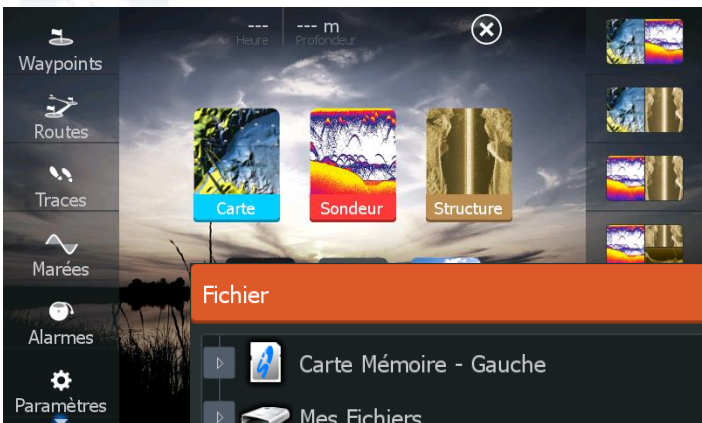 --- --- m
Heure Profondeur
Waypoints
Routes
Traces
Marées
Alarmes
Paramètres
Carte Sondeur Structure
Fichier
Carte Mémoire - Gauche
Mes Fichiers